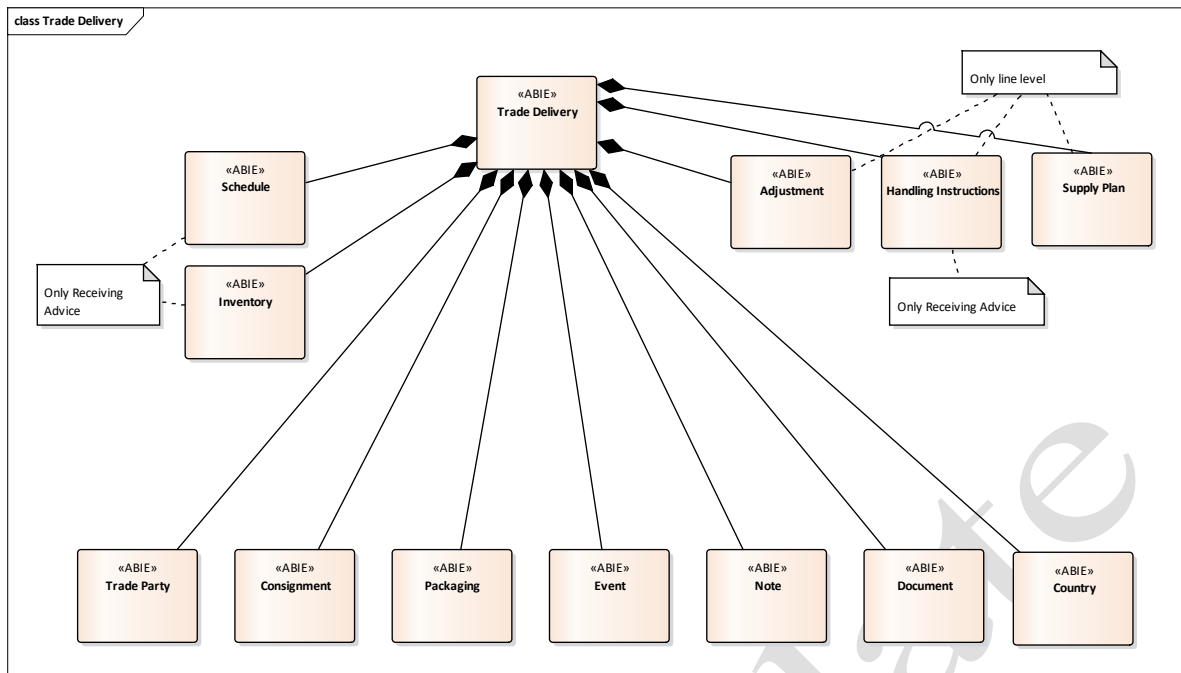 class Trade Delivery
Only line level
«ABIE»
Trade Delivery
«ABIE»
Schedule
«ABIE»
Adjustment
«ABIE»
Handling Instructions
«ABIE»
Supply Plan
Only Receiving
Advice
«ABIE»
Inventory
Only Receiving Advice
«ABIE»
Trade Party
«ABIE»
Consignment
«ABIE»
Packaging
«ABIE»
Event
«ABIE»
Note
«ABIE»
Document
«ABIE»
Country